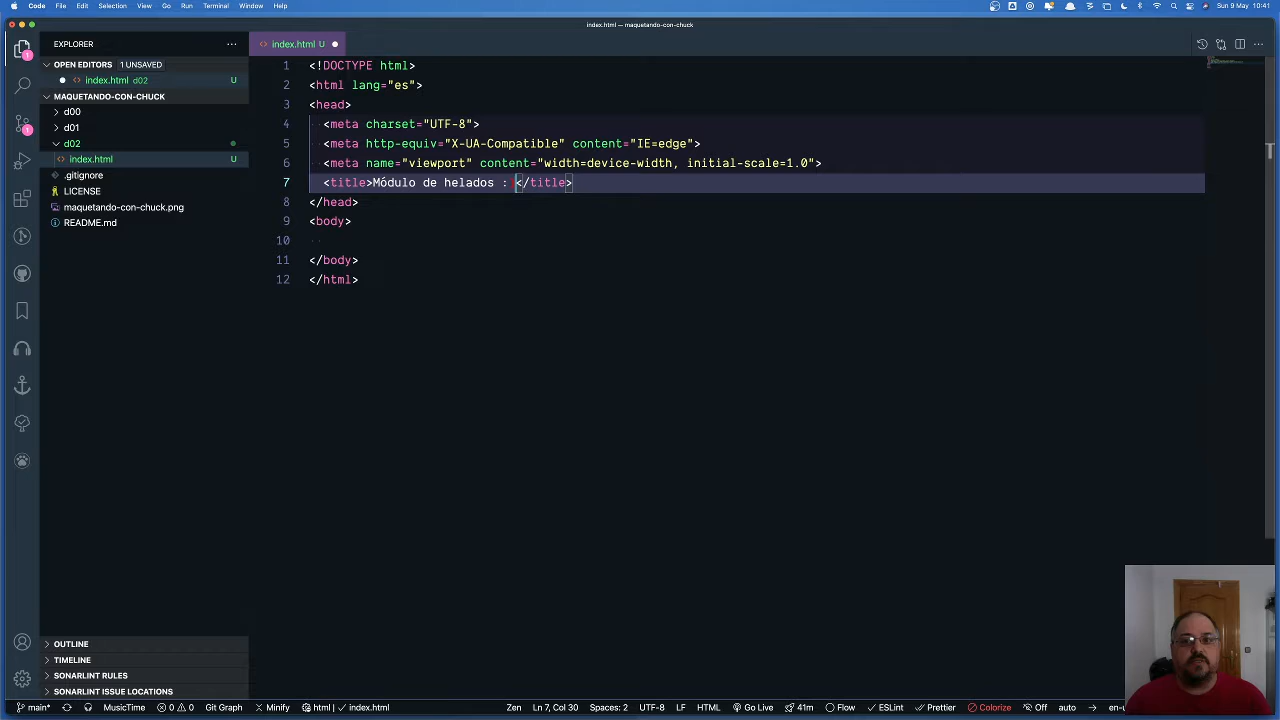 Code File Edit Selection View Go Run Terminal Window Help
Sun 9 May 10:41
index.html — maquetando-con-chuck
EXPLORER
index.html U
OPEN EDITORS 1 UNSAVED
index.html d02 U
MAQUETANDO-CON-CHUCK
d00
d01
d02
index.html U
.gitignore
LICENSE
maquetando-con-chuck.png
README.md
1 <!DOCTYPE html>
2 <html lang="es">
3 <head>
4 <meta charset="UTF-8">
5 <meta http-equiv="X-UA-Compatible" content="IE=edge">
6 <meta name="viewport" content="width=device-width, initial-scale=1.0">
7 <title>Módulo de helados : </title>
8 </head>
9 <body>
10
11 </body>
12 </html>
OUTLINE
TIMELINE
SONARLINT RULES
SONARLINT ISSUE LOCATIONS
main* 0 0 MusicTime Git Graph Minify html index.html Zen Ln 7, Col 30 Spaces: 2 UTF-8 LF HTML Go Live 41m Flow ESLint Prettier Colorize Off auto en-u